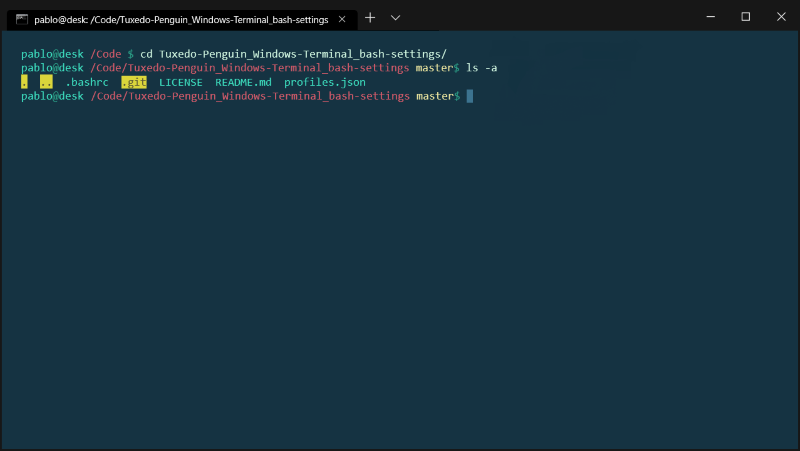 pablo@desk: /Code/Tuxedo-Penguin_Windows-Terminal_bash-settings
pablo@desk /Code $ cd Tuxedo-Penguin_Windows-Terminal_bash-settings/
pablo@desk /Code/Tuxedo-Penguin_Windows-Terminal_bash-settings master$ ls -a
. .. .bashrc .git LICENSE README.md profiles.json
pablo@desk /Code/Tuxedo-Penguin_Windows-Terminal_bash-settings master$